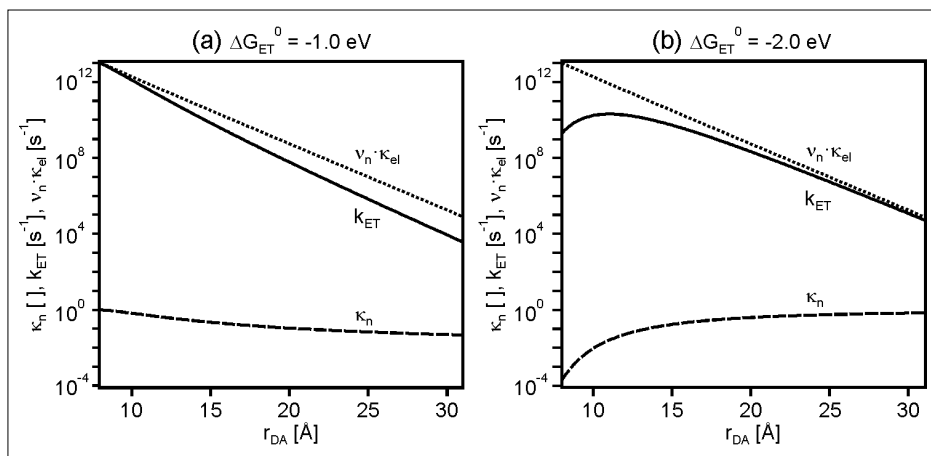 (a) ΔG_ET^0 = -1.0 eV
κ_n [ ], k_ET [s^-1], ν_n·κ_el [s^-1]
10^12
10^8
10^4
10^0
10^-4
ν_n·κ_el
k_ET
κ_n
10 15 20 25 30
r_DA [Å]
(b) ΔG_ET^0 = -2.0 eV
κ_n [ ], k_ET [s^-1], ν_n·κ_el [s^-1]
10^12
10^8
10^4
10^0
10^-4
ν_n·κ_el
k_ET
κ_n
10 15 20 25 30
r_DA [Å]